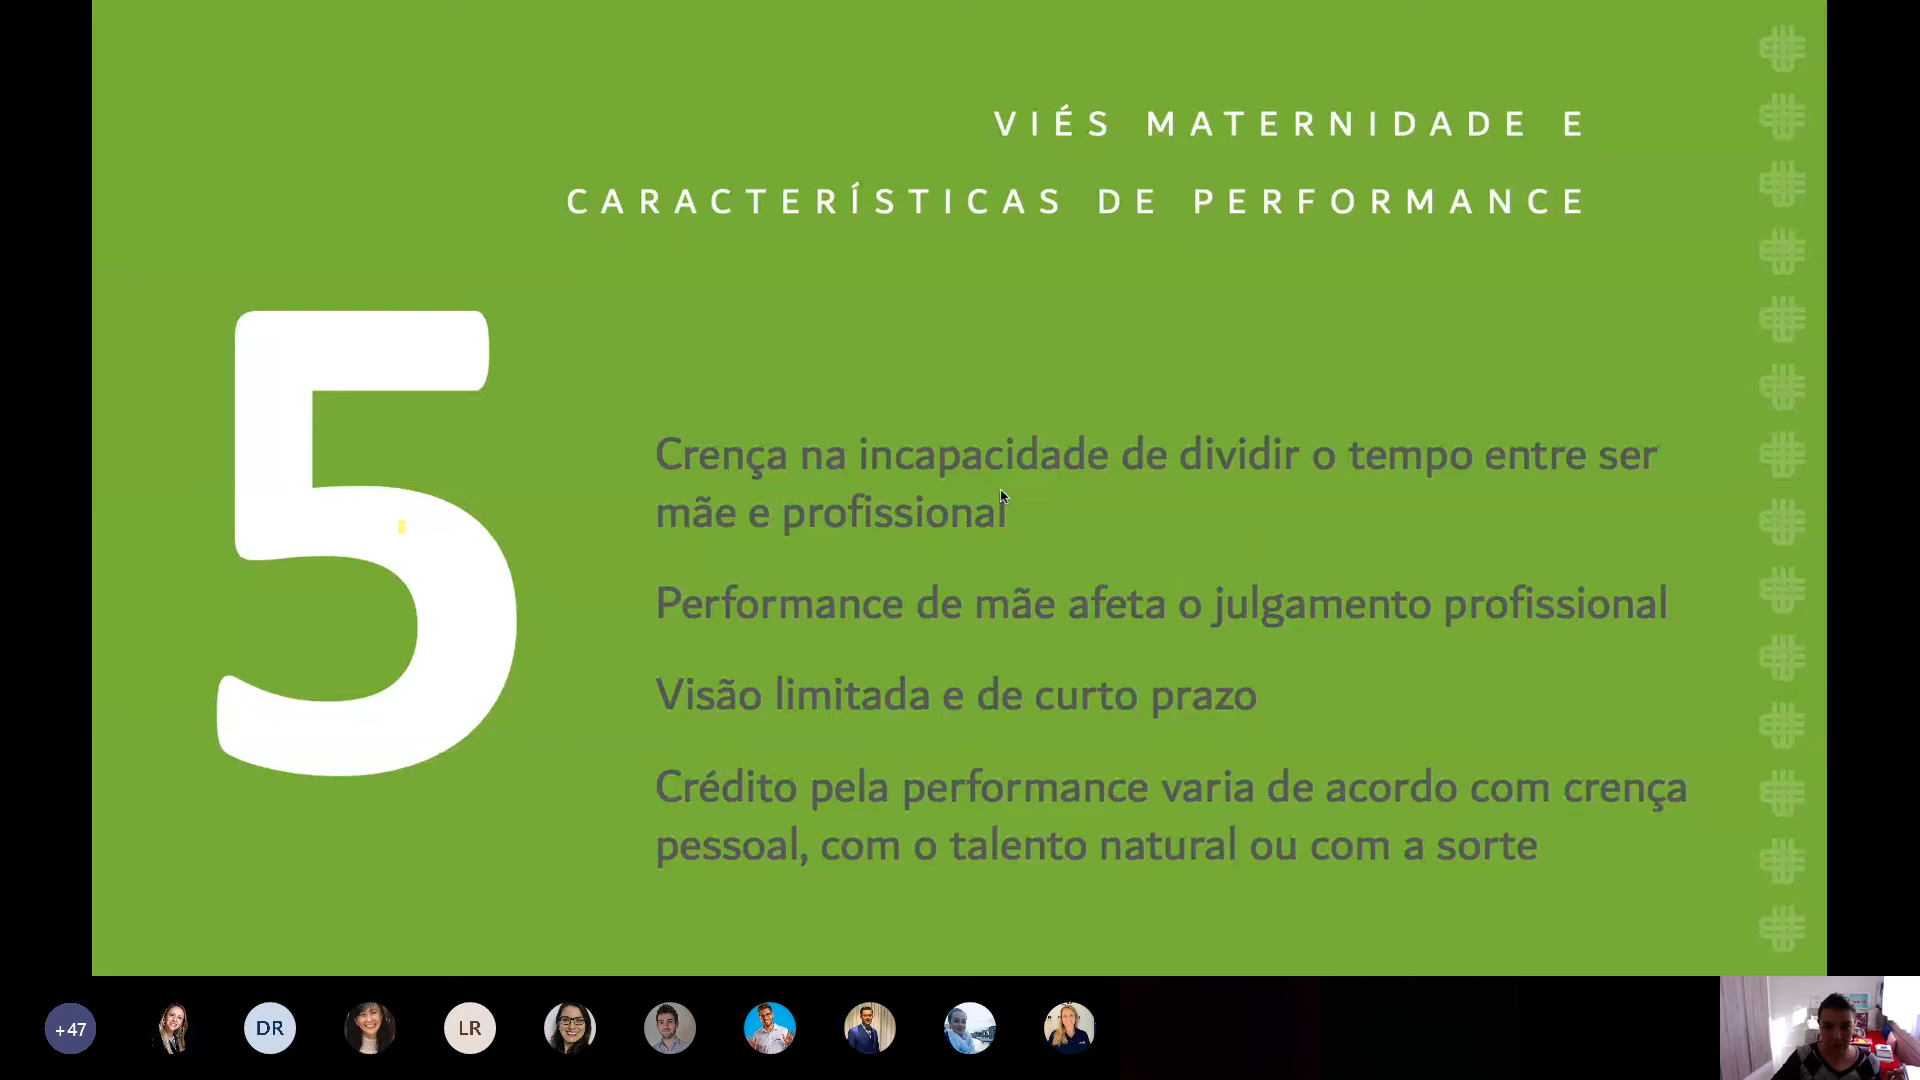 VIÉS MATERNIDADE E
CARACTERÍSTICAS DE PERFORMANCE
5
Crença na incapacidade de dividir o tempo entre ser
mãe e profissional
Performance de mãe afeta o julgamento profissional
Visão limitada e de curto prazo
Crédito pela performance varia de acordo com crença
pessoal, com o talento natural ou com a sorte
+47
DR
LR